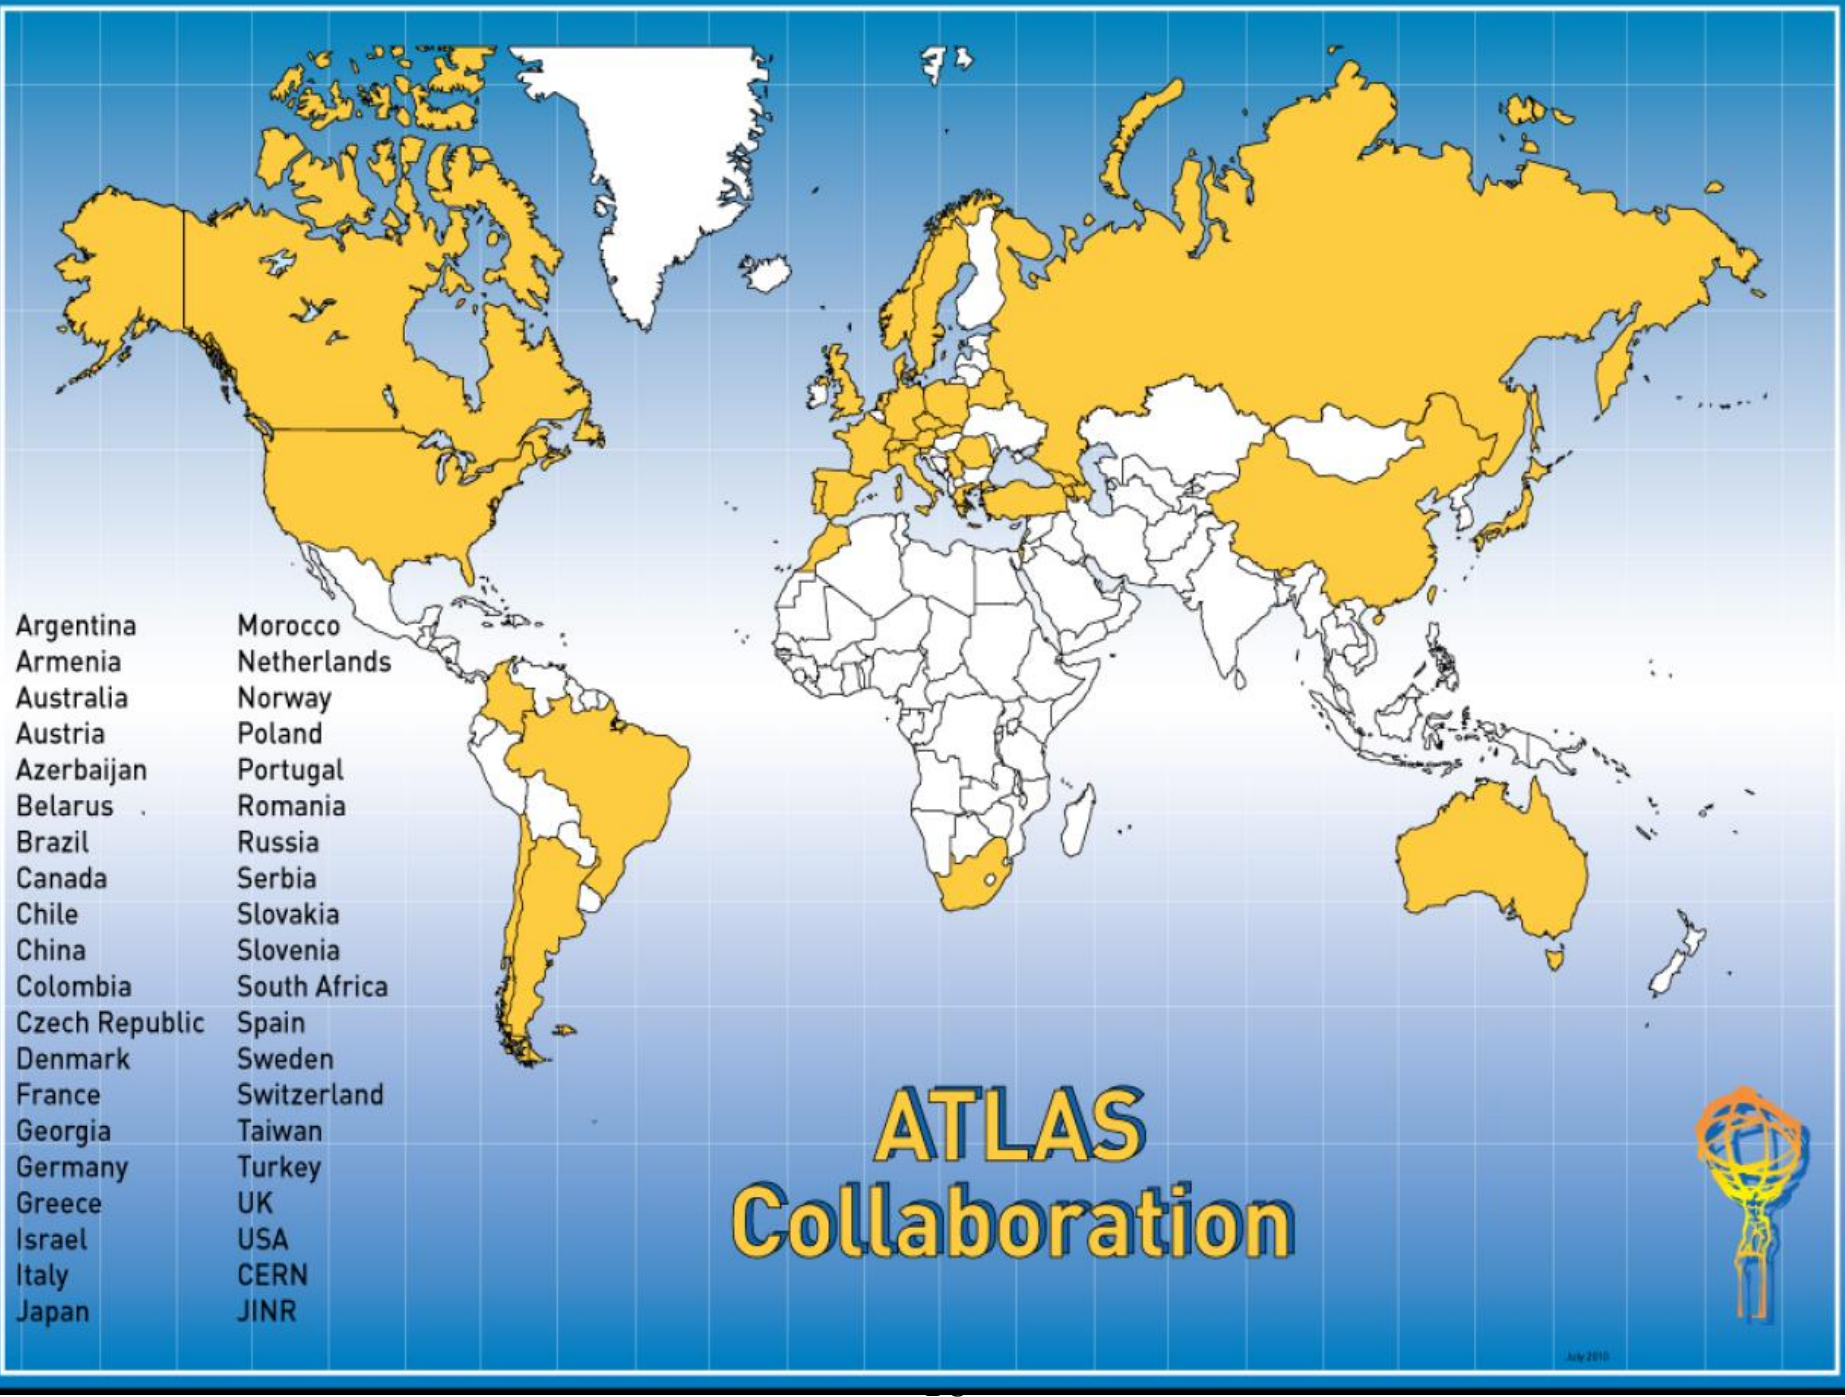 Argentina
Armenia
Australia
Austria
Azerbaijan
Belarus
Brazil
Canada
Chile
China
Colombia
Czech Republic
Denmark
France
Georgia
Germany
Greece
Israel
Italy
Japan
Morocco
Netherlands
Norway
Poland
Portugal
Romania
Russia
Serbia
Slovakia
Slovenia
South Africa
Spain
Sweden
Switzerland
Taiwan
Turkey
UK
USA
CERN
JINR
ATLAS
Collaboration
July 2010